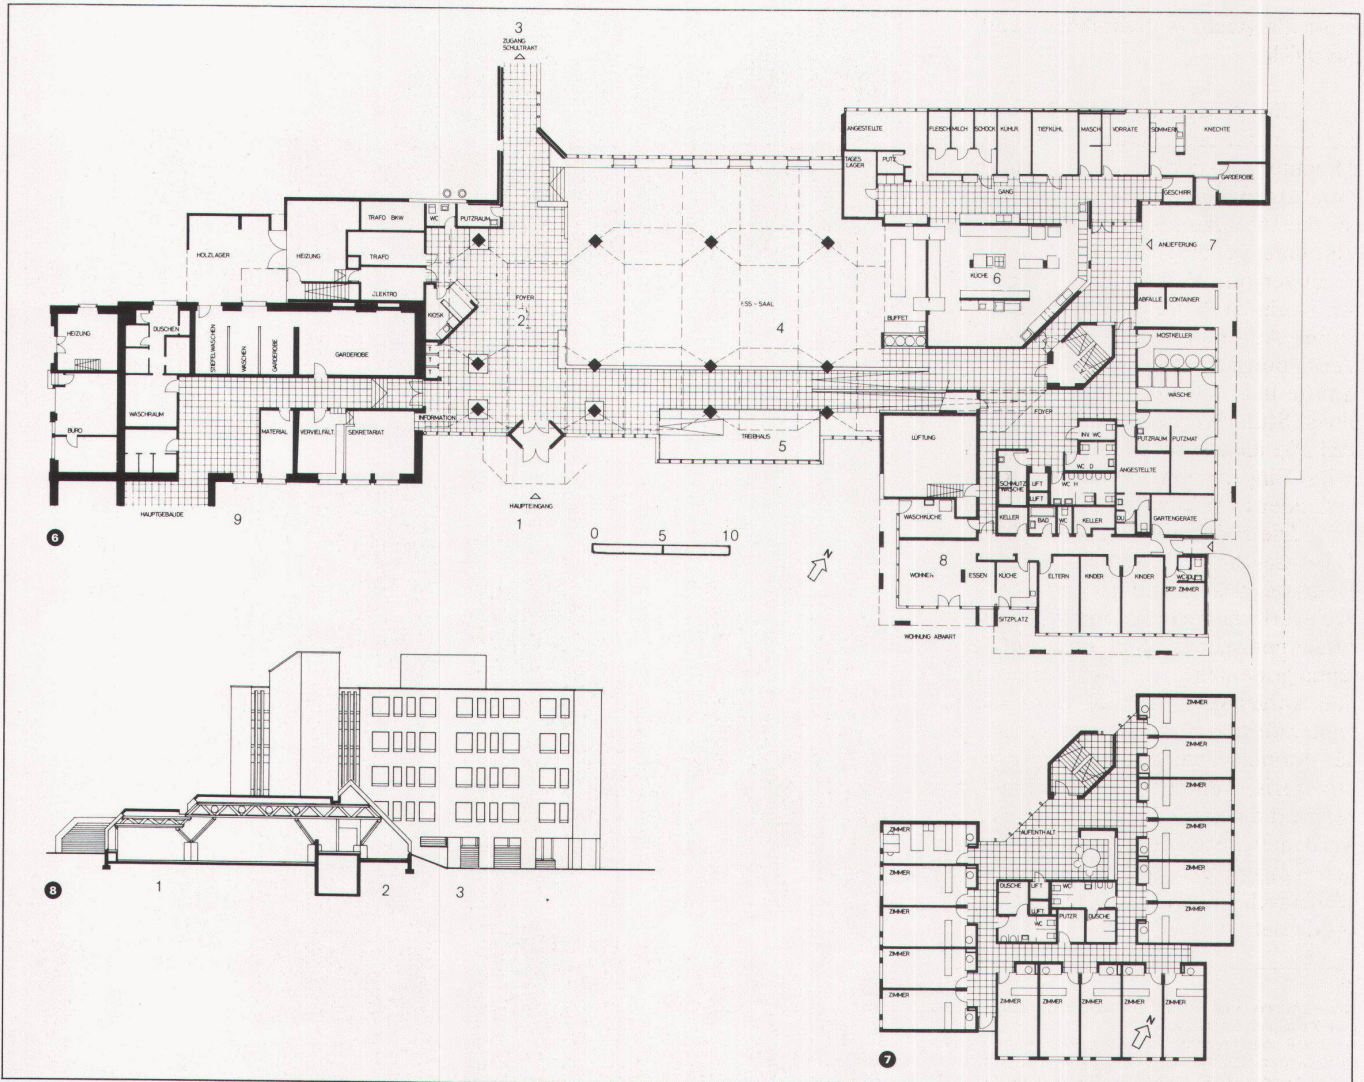 3
ZUGANG
SCHULTRAKT
ANGESTELLTE
FLEISCH
MILCH
SCHOCK
KÜHLR
TIEFKÜHL
MASCH
VORRÄTE
KNECHTE
TAGES
LAGER
PUTZ
GANG
GESCHIRR
GARDEROBE
WC
PUTZRAUM
TRAFO BKW
TRAFO
ELEKTRO
HEIZUNG
HOLZLAGER
FOYER
2
KIOSK
T
T
T
ESS-SAAL
4
BUFFET
KÜCHE
6
ANLIEFERUNG
7
ABFÄLLE
CONTAINER
MOSTKELLER
WÄSCHE
HEIZUNG
DUSCHEN
STIEFELWASCHEN
WASCHEN
GARDEROBE
GARDEROBE
WASCHRAUM
BÜRO
MATERIAL
VERVIELFÄLT
SEKRETARIAT
INFORMATION
HAUPTGEBÄUDE
9
HAUPTEINGANG
1
TREIBHAUS
5
LÜFTUNG
FOYER
INV WC
WC D
WC H
PUTZRAUM
PUTZMAT
ANGESTELLTE
SCHMUTZ
WÄSCHE
LIFT
LIFT
WASCHKÜCHE
KELLER
BAD
WC
KELLER
DU
GARTENGERÄTE
8
WOHNEN
ESSEN
KÜCHE
ELTERN
KINDER
KINDER
WC DU
SEP ZIMMER
SITZPLATZ
WOHNUNG ABWART
0 5 10
N
6
1
2
3
8
ZIMMER
ZIMMER
ZIMMER
ZIMMER
ZIMMER
ZIMMER
AUFENTHALT
ZIMMER
ZIMMER
ZIMMER
ZIMMER
ZIMMER
DUSCHE
LIFT
WC
LIFT
WC
PUTZR
DUSCHE
ZIMMER
ZIMMER
ZIMMER
ZIMMER
ZIMMER
N
7